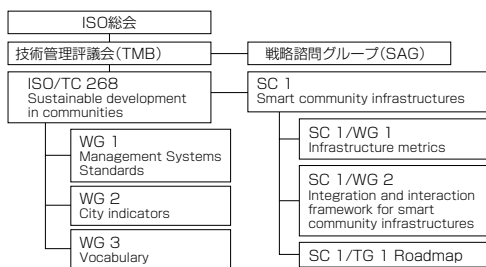 ISO総会
技術管理評議会(TMB)
戦略諮問グループ(SAG)
ISO/TC 268
Sustainable development
in communities
SC 1
Smart community infrastructures
WG 1
Management Systems
Standards
WG 2
City indicators
WG 3
Vocabulary
SC 1/WG 1
Infrastructure metrics
SC 1/WG 2
Integration and interaction
framework for smart
community infrastructures
SC 1/TG 1 Roadmap